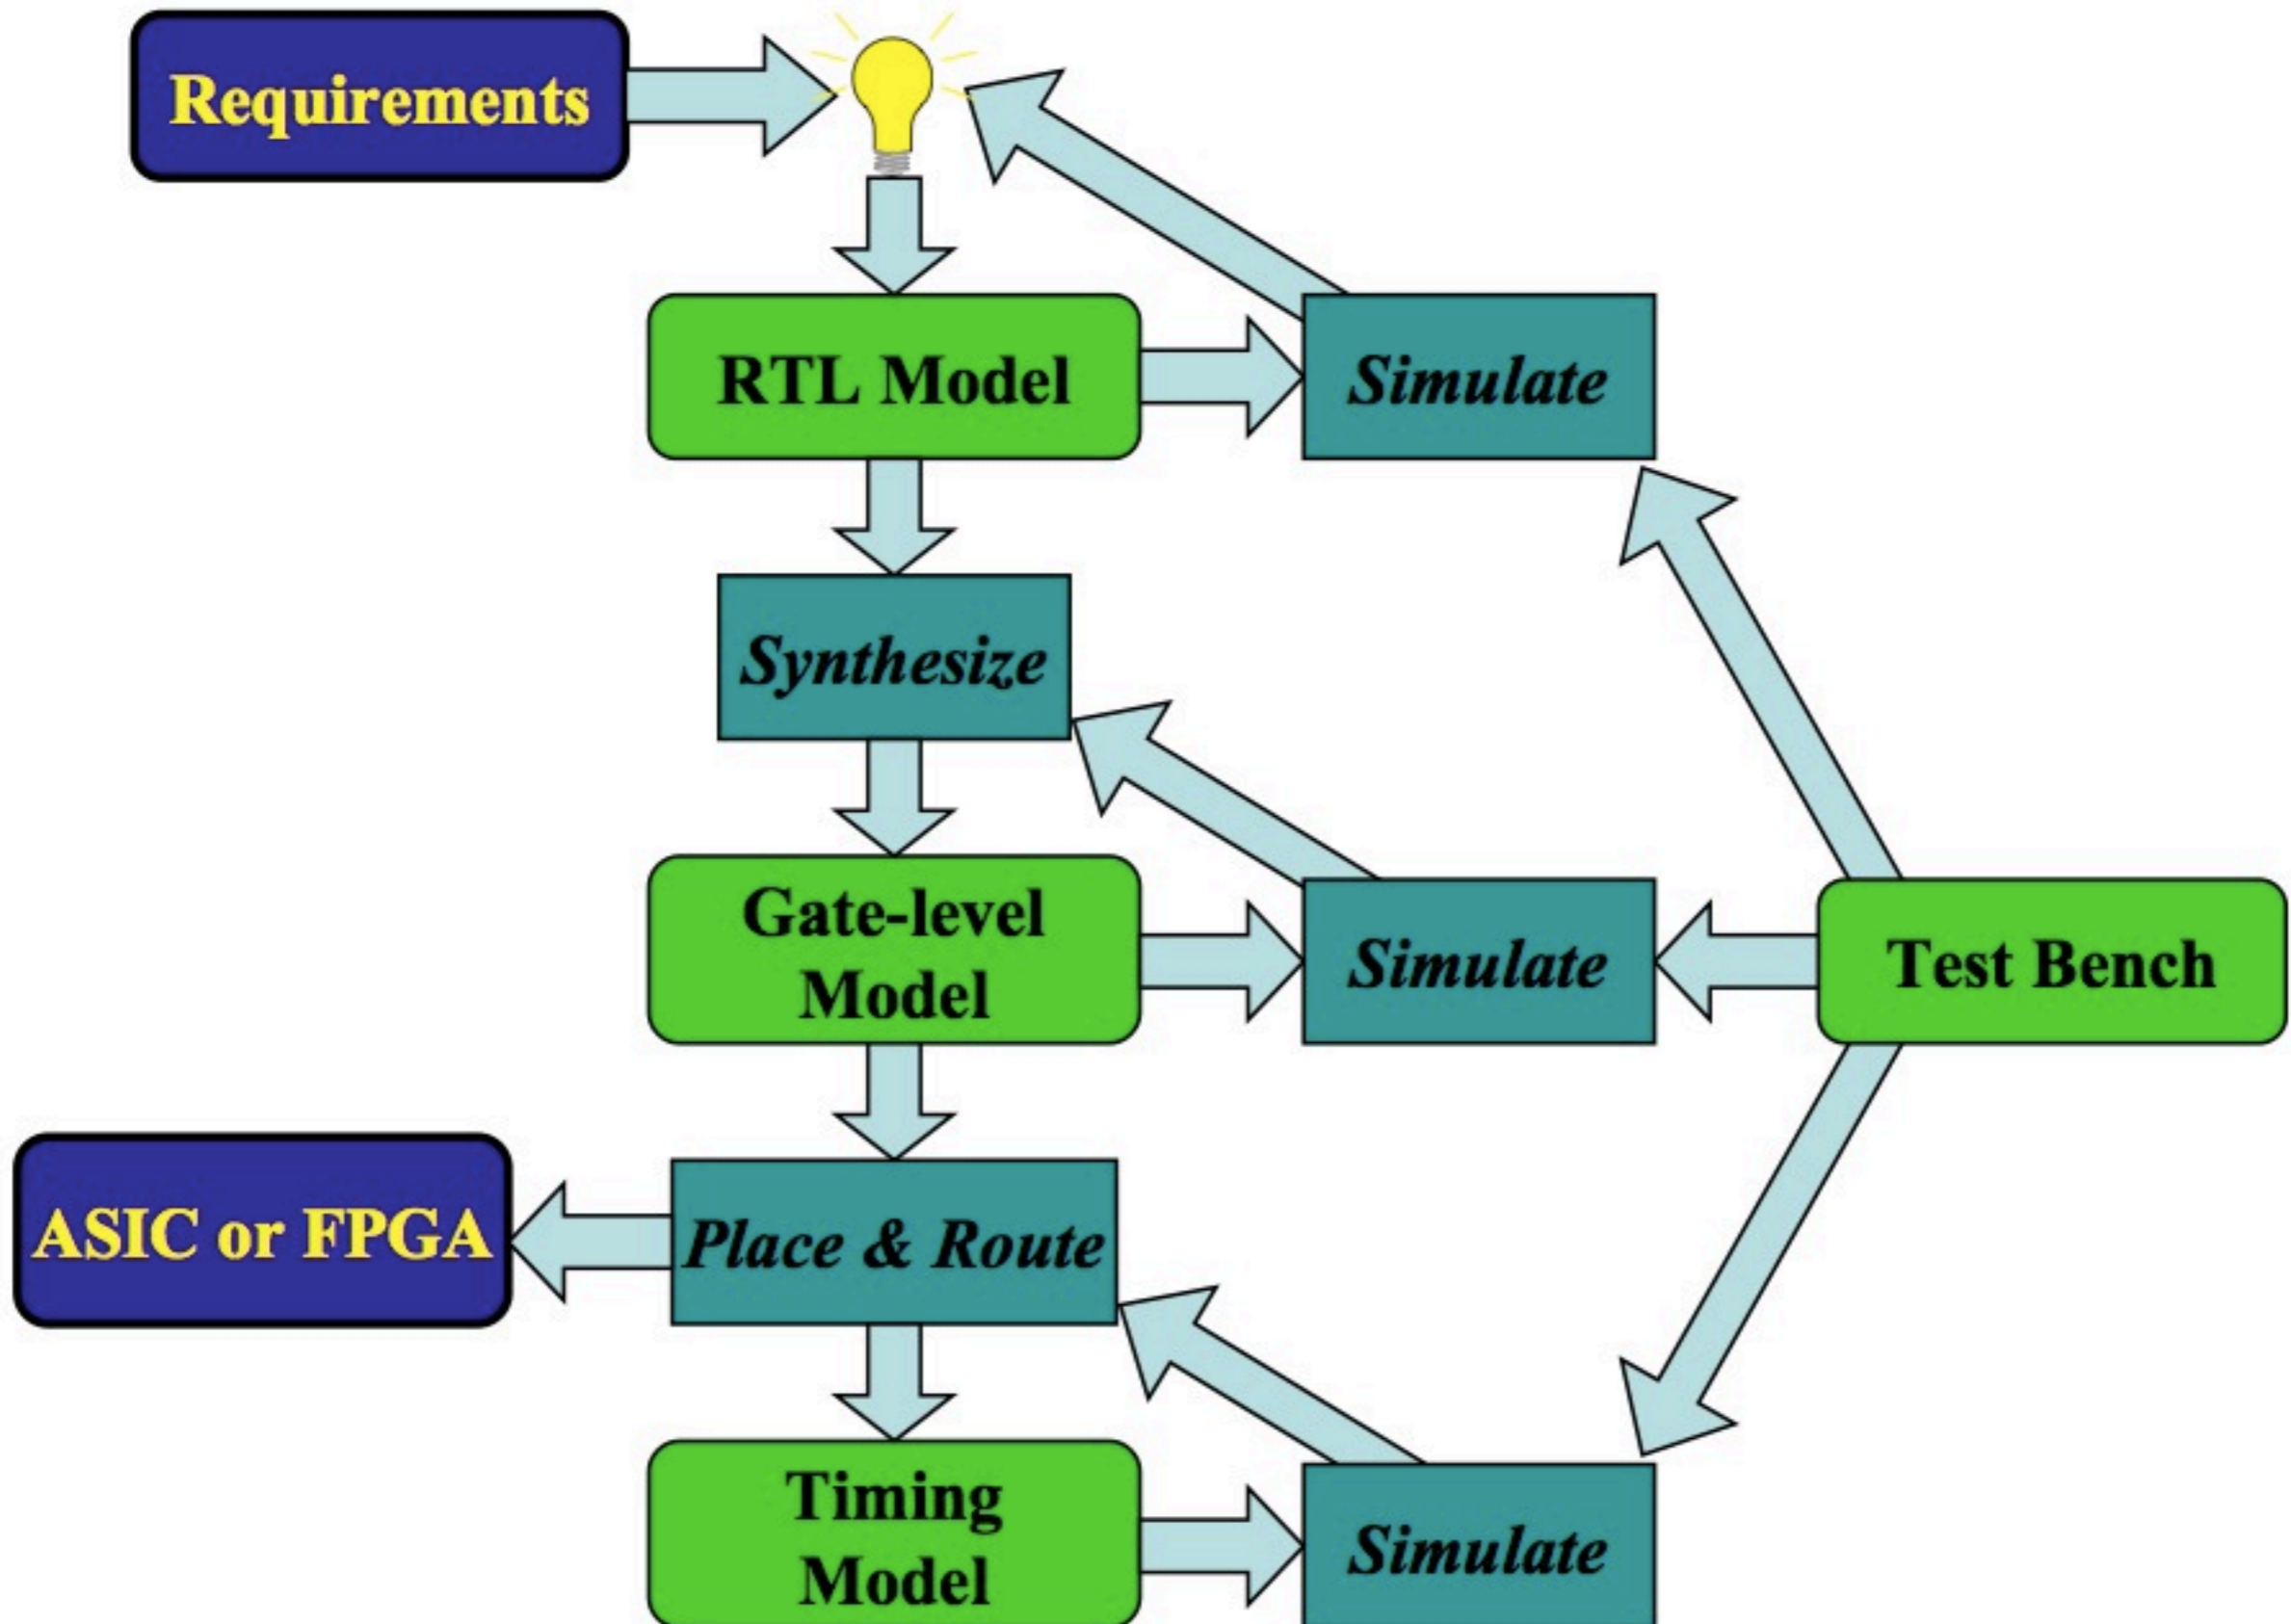 Requirements
RTL Model
Simulate
Synthesize
Gate-level
Model
Simulate
Test Bench
ASIC or FPGA
Place & Route
Timing
Model
Simulate